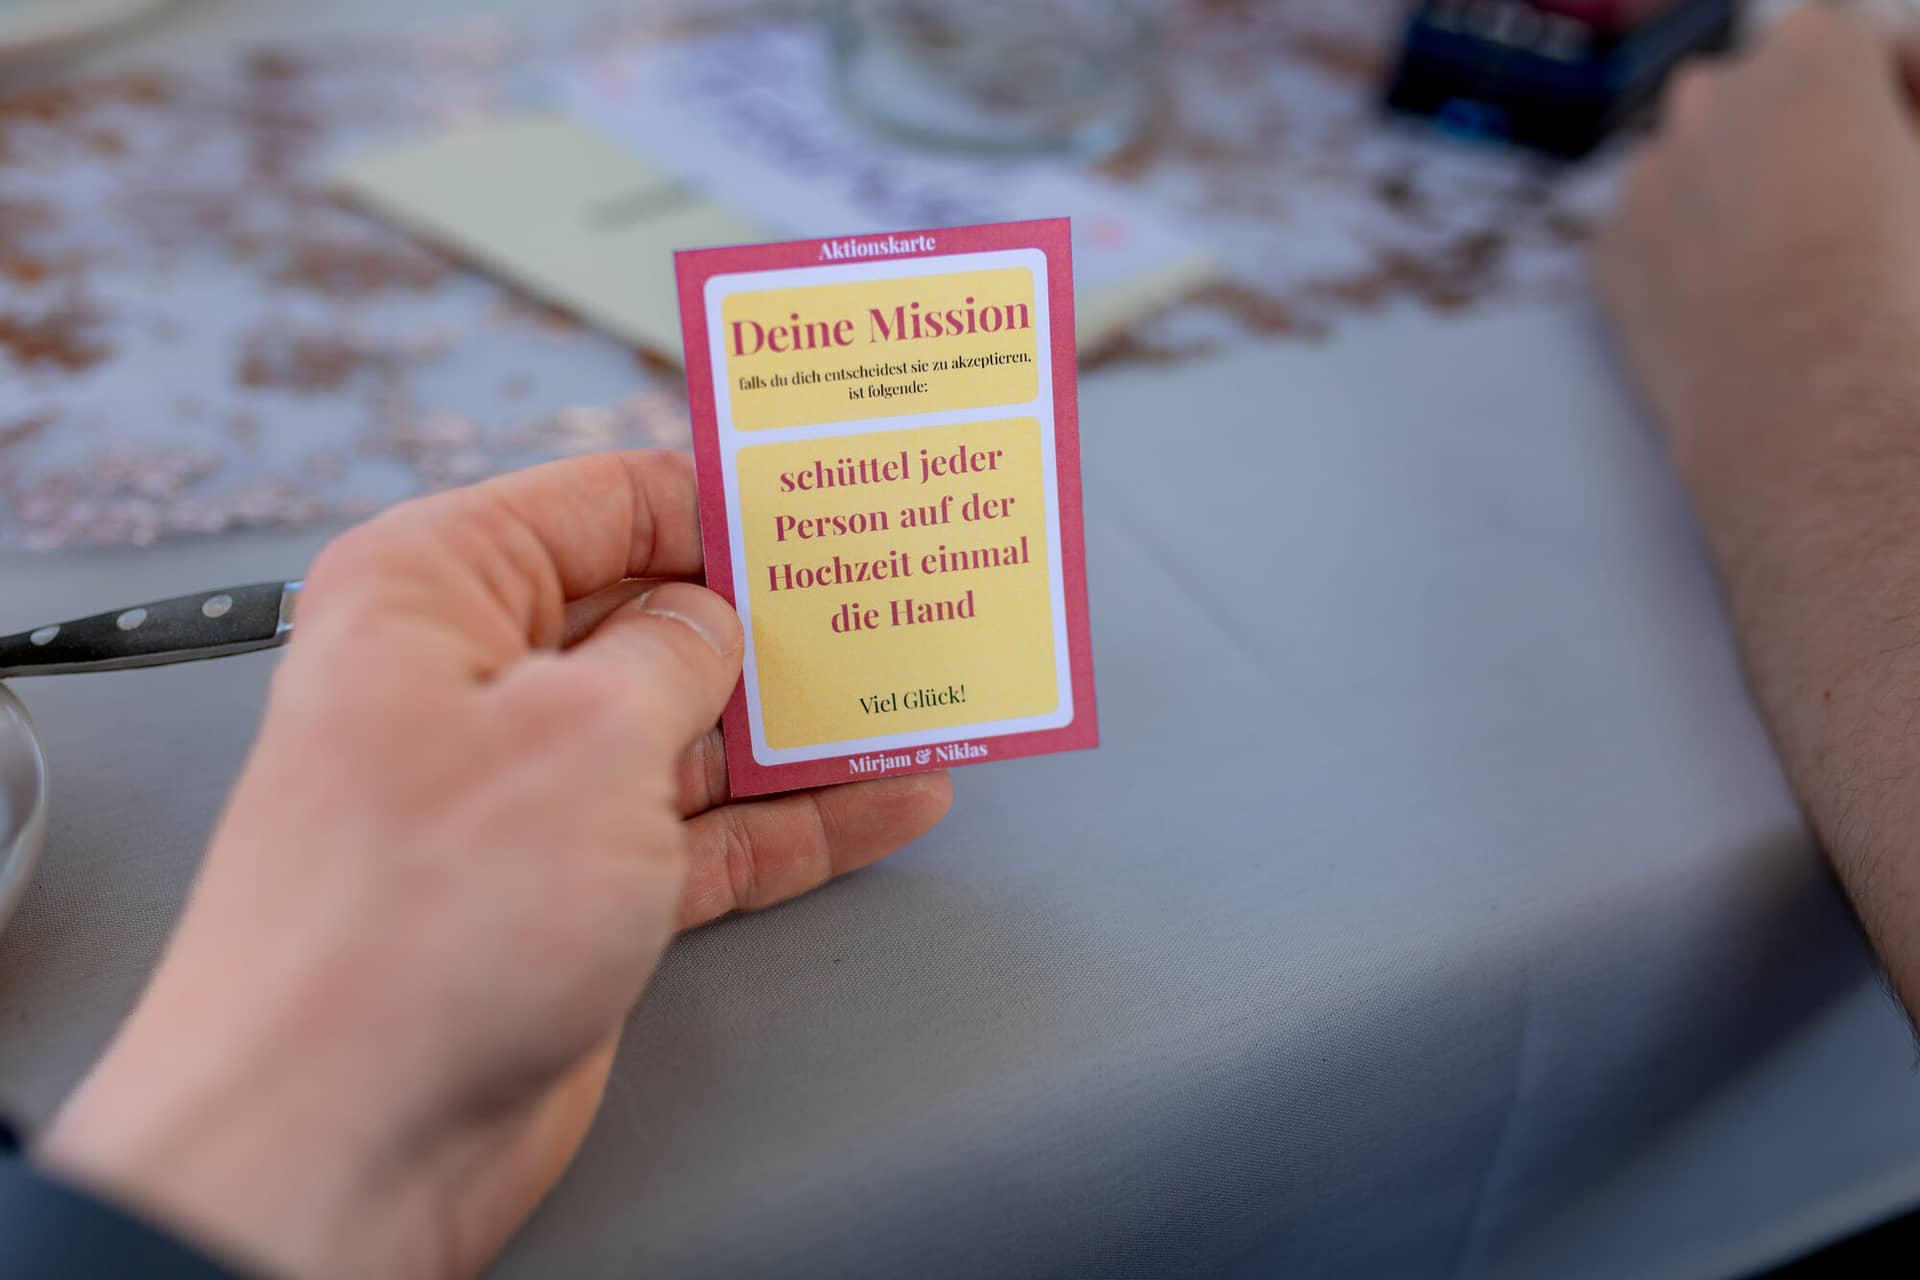 Aktionskarte
Deine Mission
falls du dich entscheidest sie zu akzeptieren,
ist folgende:
schüttel jeder
Person auf der
Hochzeit einmal
die Hand
Viel Glück!
Mirjam & Niklas